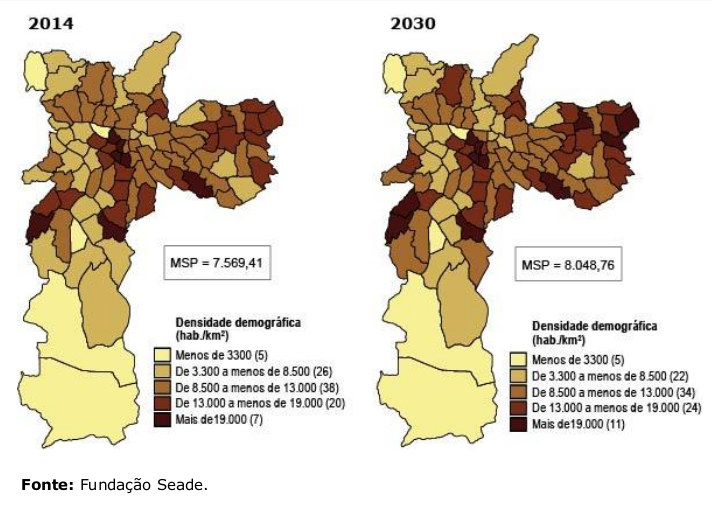 2014
MSP = 7.569,41
Densidade demográfica
(hab./km²)
Menos de 3300 (5)
De 3.300 a menos de 8.500 (26)
De 8.500 a menos de 13.000 (38)
De 13.000 a menos de 19.000 (20)
Mais de19.000 (7)
2030
MSP = 8.048,76
Densidade demográfica
(hab./km²)
Menos de 3300 (5)
De 3.300 a menos de 8.500 (22)
De 8.500 a menos de 13.000 (34)
De 13.000 a menos de 19.000 (24)
Mais de19.000 (11)
Fonte: Fundação Seade.